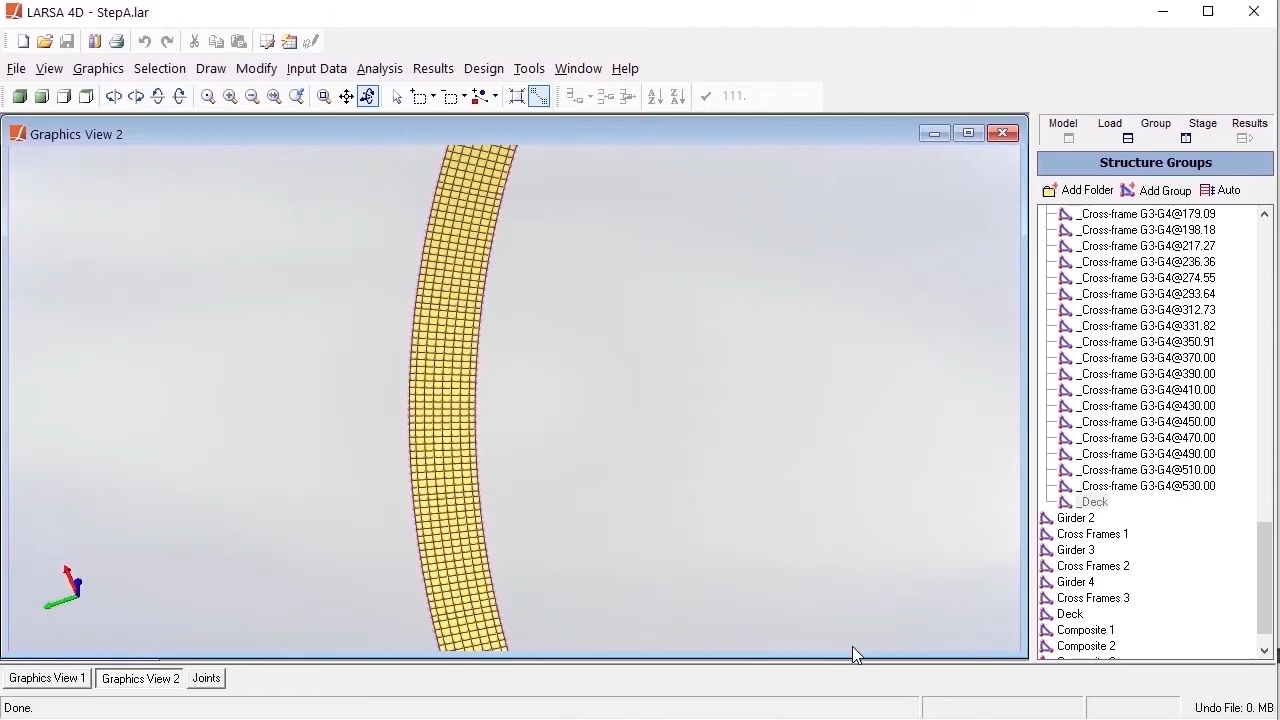 LARSA 4D - StepA.lar
File View Graphics Selection Draw Modify Input Data Analysis Results Design Tools Window Help
111.
Graphics View 2
Model Load Group Stage Results
Structure Groups
Add Folder Add Group Auto
_Cross-frame G3-G4@179.09
_Cross-frame G3-G4@198.18
_Cross-frame G3-G4@217.27
_Cross-frame G3-G4@236.36
_Cross-frame G3-G4@274.55
_Cross-frame G3-G4@293.64
_Cross-frame G3-G4@312.73
_Cross-frame G3-G4@331.82
_Cross-frame G3-G4@350.91
_Cross-frame G3-G4@370.00
_Cross-frame G3-G4@390.00
_Cross-frame G3-G4@410.00
_Cross-frame G3-G4@430.00
_Cross-frame G3-G4@450.00
_Cross-frame G3-G4@470.00
_Cross-frame G3-G4@490.00
_Cross-frame G3-G4@510.00
_Cross-frame G3-G4@530.00
_Deck
Girder 2
Cross Frames 1
Girder 3
Cross Frames 2
Girder 4
Cross Frames 3
Deck
Composite 1
Composite 2
Graphics View 1 Graphics View 2 Joints
Done. Undo File: 0. MB